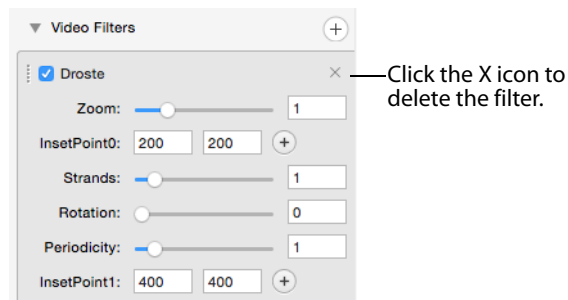 Video Filters
Droste
Click the X icon to
delete the filter.
Zoom: 1
InsetPoint0: 200 200
Strands: 1
Rotation: 0
Periodicity: 1
InsetPoint1: 400 400